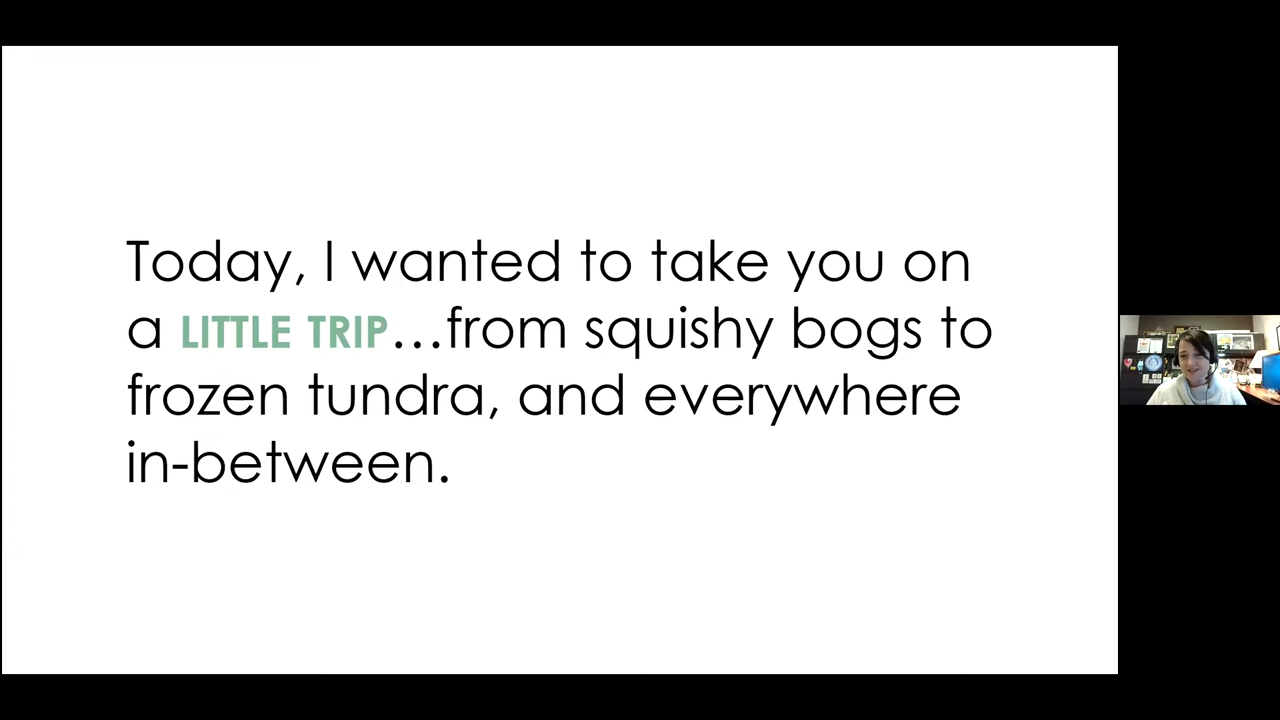 Today, I wanted to take you on
a LITTLE TRIP...from squishy bogs to
frozen tundra, and everywhere
in-between.